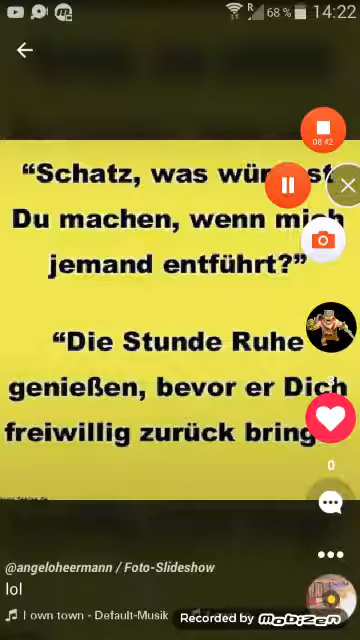 R 68 % 14:22
08:42
“Schatz, was
Du machen, wenn mich
jemand entführt?”
“Die Stunde Ruhe
genießen, bevor er Dich
freiwillig zurück
3
0
@angeloheermann / Foto-Slideshow
lol
I own town - Default-Musik
Recorded by MOBIZEN